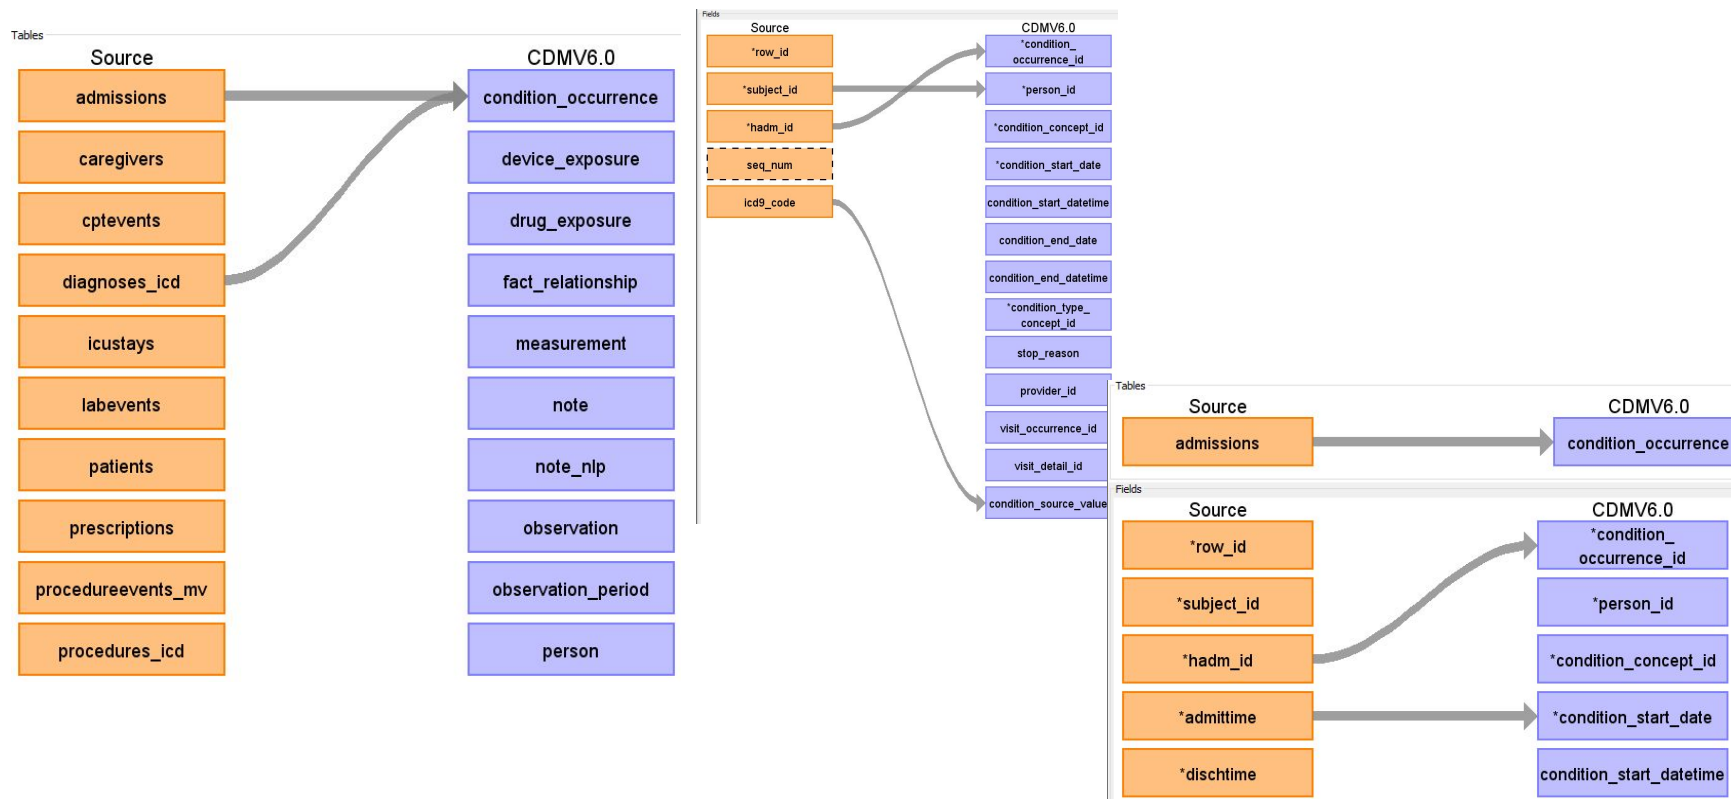 Tables
Source
CDMV6.0
admissions
condition_occurrence
caregivers
device_exposure
cptevents
drug_exposure
diagnoses_icd
fact_relationship
icustays
measurement
labevents
note
patients
note_nlp
prescriptions
observation
procedureevents_mv
observation_period
procedures_icd
person
Fields
Source
CDMV6.0
*row_id
*condition_
occurrence_id
*subject_id
*person_id
*hadm_id
*condition_concept_id
seq_num
*condition_start_date
icd9_code
condition_start_datetime
condition_end_date
condition_end_datetime
*condition_type_
concept_id
stop_reason
provider_id
visit_occurrence_id
visit_detail_id
condition_source_value
Tables
Source
CDMV6.0
admissions
condition_occurrence
Fields
Source
CDMV6.0
*row_id
*condition_
occurrence_id
*subject_id
*person_id
*hadm_id
*condition_concept_id
*admittime
*condition_start_date
*dischtime
condition_start_datetime